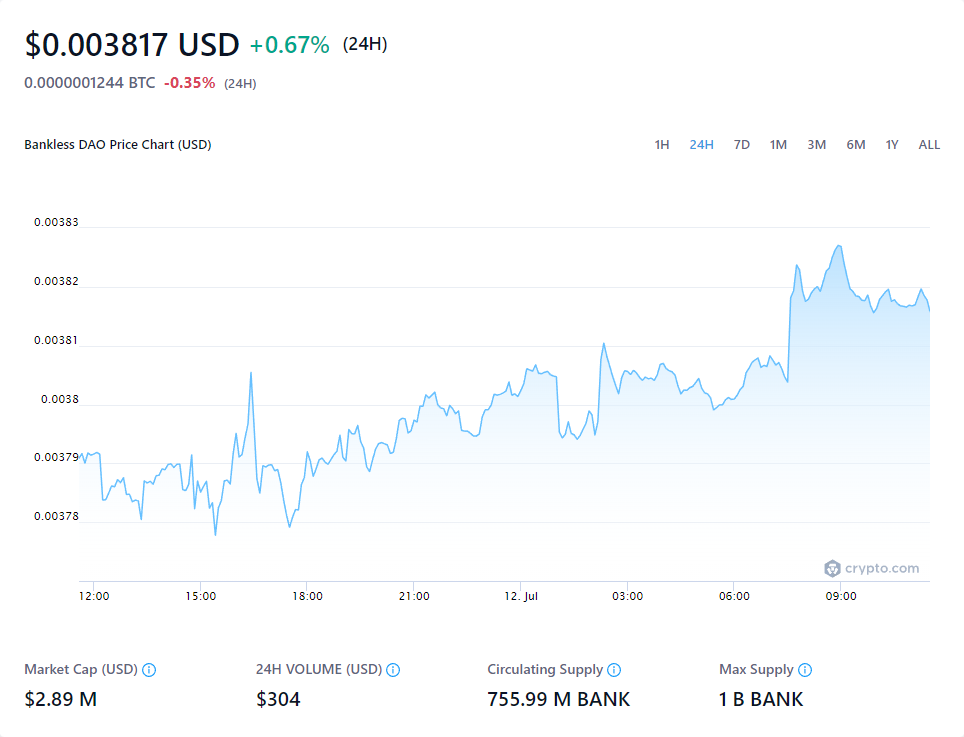 $0.003817 USD +0.67% (24H)
0.0000001244 BTC -0.35% (24H)
Bankless DAO Price Chart (USD) 1H 24H 7D 1M 3M 6M 1Y ALL
0.00383
0.00382
0.00381
0.0038
0.00379
0.00378
crypto.com
12:00 15:00 18:00 21:00 12. Jul 03:00 06:00 09:00
Market Cap (USD) 24H VOLUME (USD) Circulating Supply Max Supply
$2.89 M $304 755.99 M BANK 1 B BANK